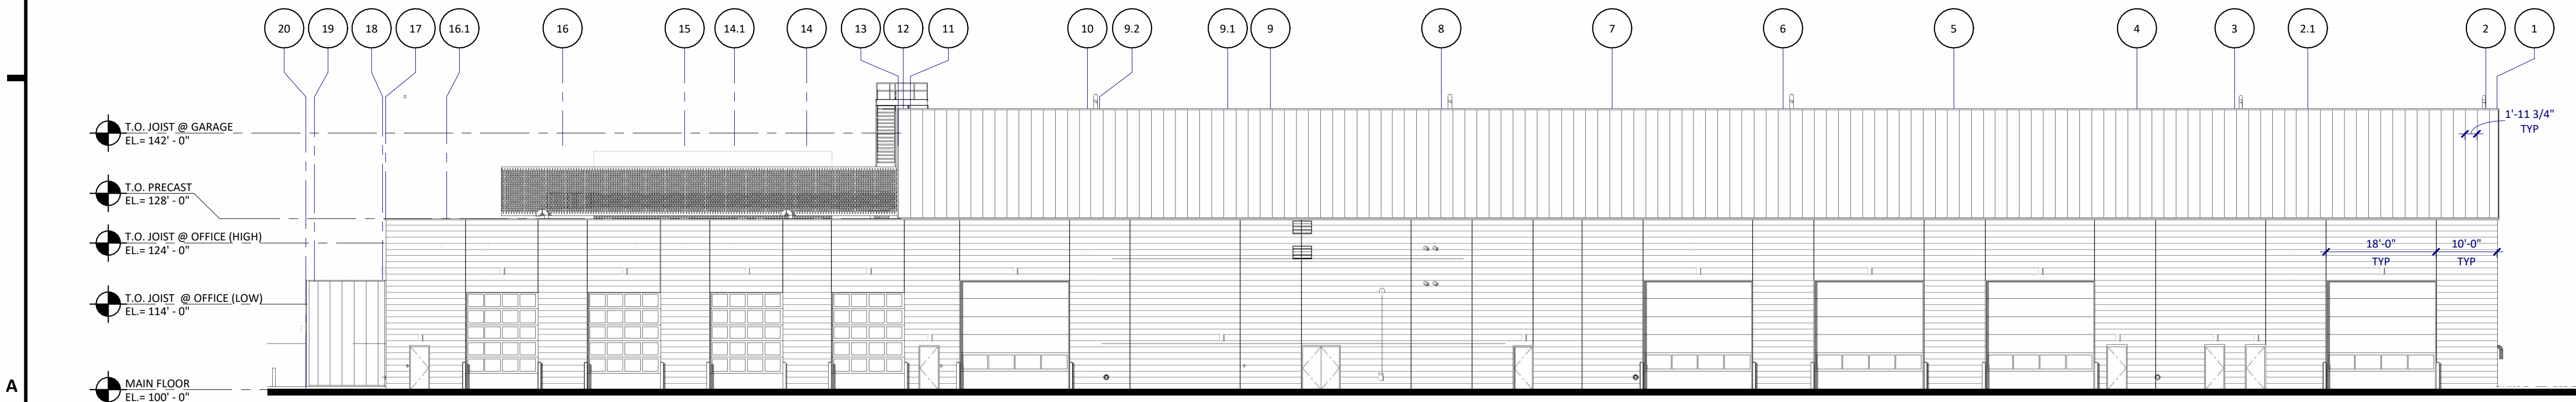 20 19 18 17 16.1 16 15 14.1 14 13 12 11 10 9.2 9.1 9 8 7 6 5 4 3 2.1 2 1
T.O. JOIST @ GARAGE
EL.= 142' - 0"
1'-11 3/4"
TYP
T.O. PRECAST
EL.= 128' - 0"
T.O. JOIST @ OFFICE (HIGH)
EL.= 124' - 0"
18'-0"
TYP
10'-0"
TYP
T.O. JOIST @ OFFICE (LOW)
EL.= 114' - 0"
A
MAIN FLOOR
EL.= 100' - 0"